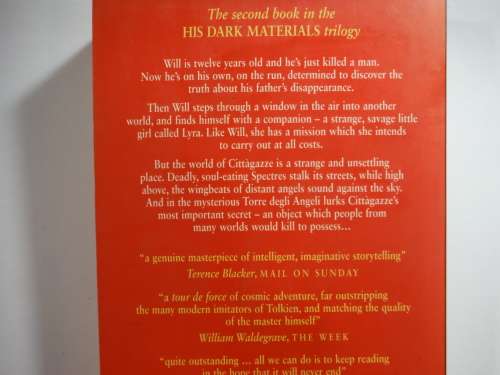 The second book in the
HIS DARK MATERIALS trilogy
Will is twelve years old and he's just killed a man.
Now he's on his own, on the run, determined to discover the
truth about his father's disappearance.
Then Will steps through a window in the air into another
world, and finds himself with a companion – a strange, savage little
girl called Lyra. Like Will, she has a mission which she intends
to carry out at all costs.
But the world of Cittàgazze is a strange and unsettling
place. Deadly, soul-eating Spectres stalk its streets, while high
above, the wingbeats of distant angels sound against the sky.
And in the mysterious Torre degli Angeli lurks Cittàgazze's
most important secret – an object which people from
many worlds would kill to possess...
"a genuine masterpiece of intelligent, imaginative storytelling"
Terence Blacker, MAIL ON SUNDAY
"a tour de force of cosmic adventure, far outstripping
the many modern imitators of Tolkien, and matching the quality
of the master himself"
William Waldegrave, THE WEEK
"quite outstanding ... all we can do is to keep reading
in the hope that it will never end"